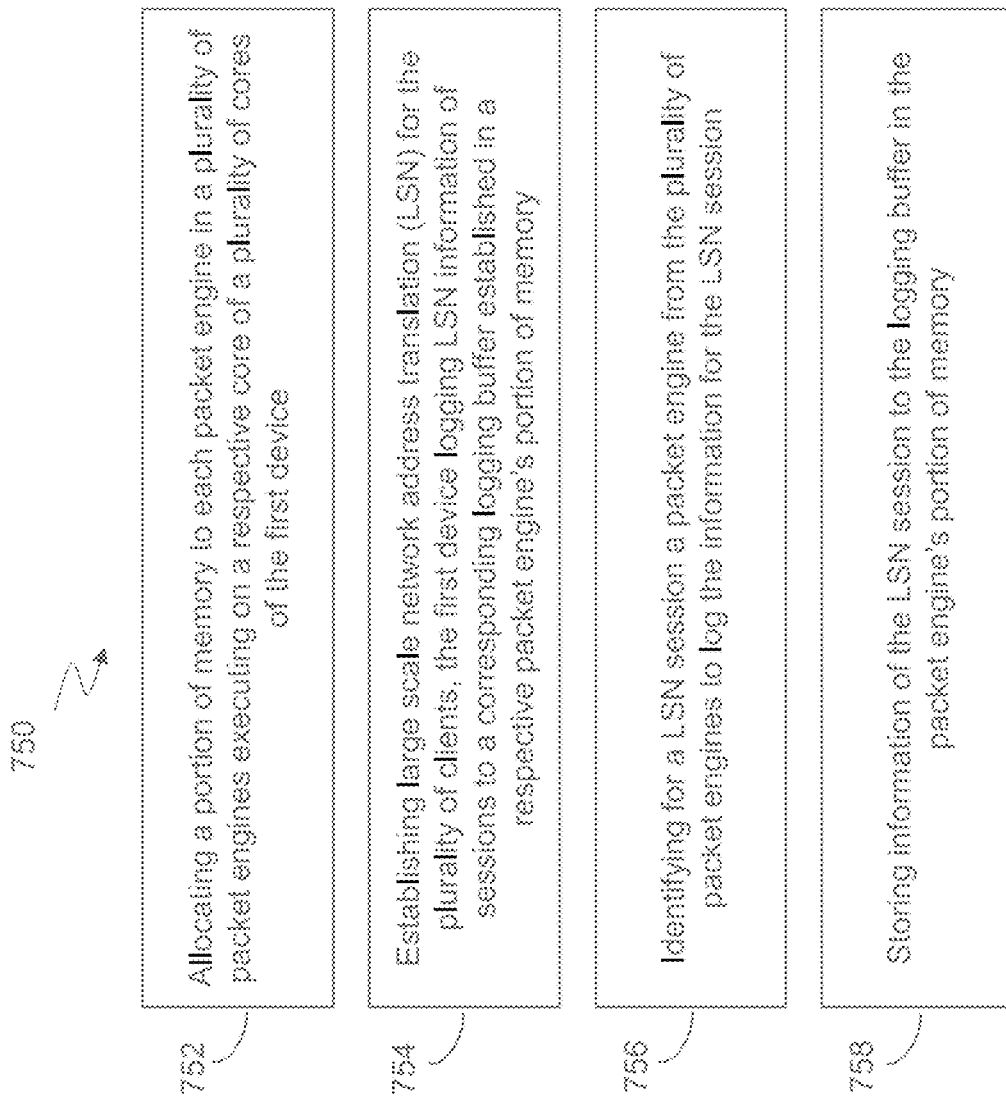 750
752
Allocating a portion of memory to each packet engine in a plurality of
packet engines execuling on a respective core of a plurality of cores
of the first device
754
Establishing large scale network address translation (LSN) for the
plurality of clients, the first device logging LSN information of
sessions to a corresponding logging buffer established in a
respective packet engine's portion of memory
756
Identifying for a LSN session a packet engine from the plurality of
packet engines to log the information for the LSN session
758
Storing information of the LSN session to the logging buffer in the
packet engine's portion of memory